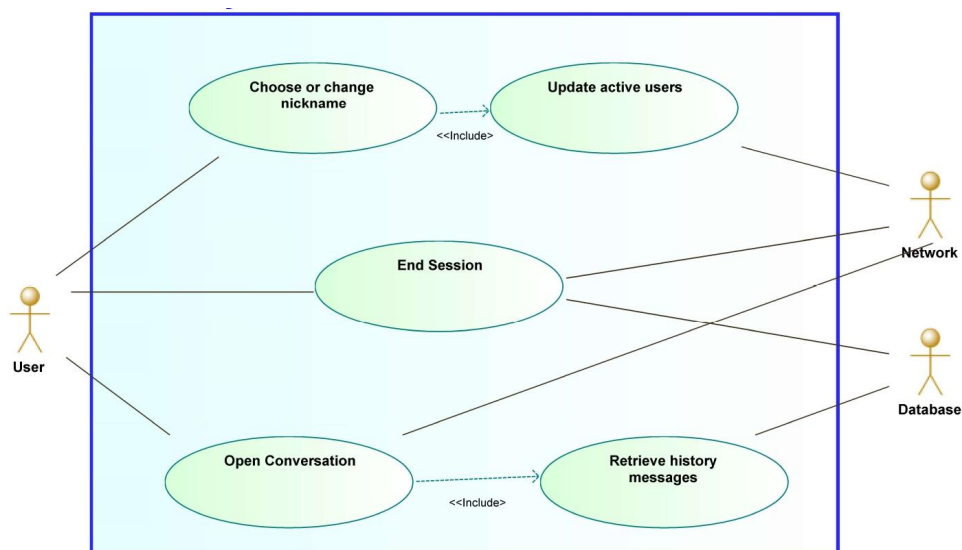 Choose or change
nickname
Update active users
<<Include>
End Session
Network
User
Database
Open Conversation
Retrieve history
messages
<<Include>